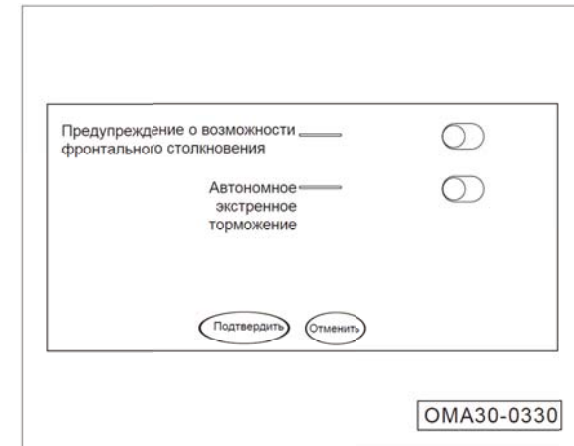 Предупреждение о возможности
фронтального столкновения
Автономное
экстренное
торможение
Подтвердить
Отменить
OMA30-0330